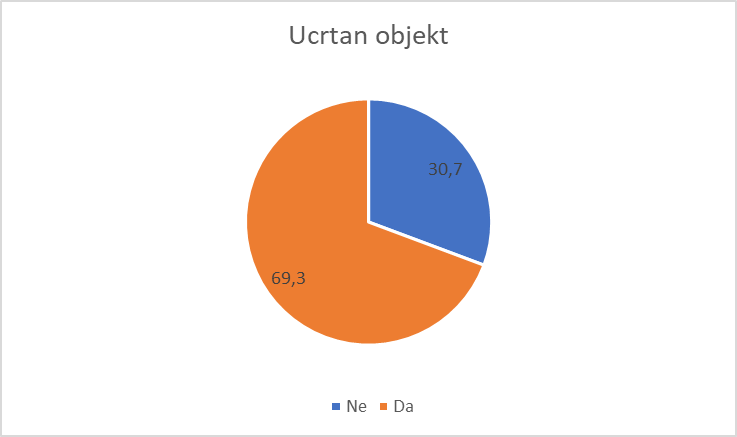 Ucrtan objekt
30,7
69,3
Ne
Da